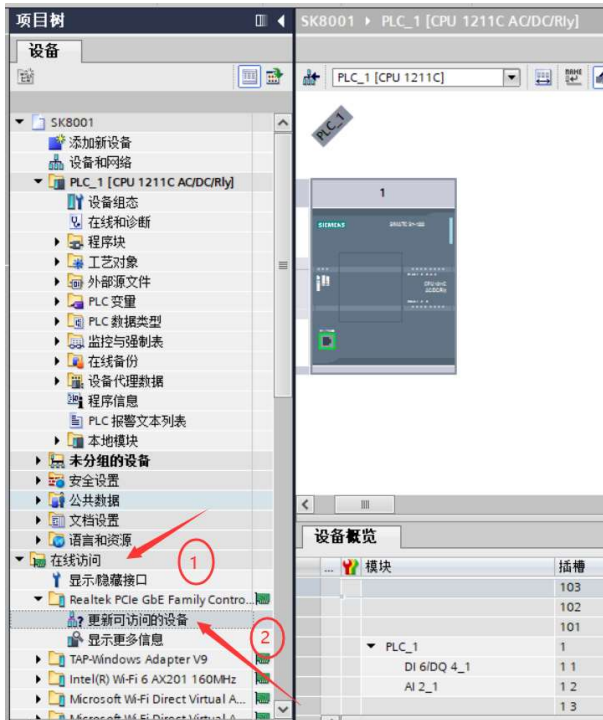 项目树
SK8001 › PLC_1 [CPU 1211C AC/DC/Rly]
设备
PLC_1 [CPU 1211C]
SK8001
添加新设备
设备和网络
PLC_1 [CPU 1211C AC/DC/Rly]
设备组态
在线和诊断
程序块
工艺对象
外部源文件
PLC 变量
PLC 数据类型
监控与强制表
在线备份
设备代理数据
程序信息
PLC 报警文本列表
本地模块
未分组的设备
安全设置
公共数据
文档设置
语言和资源
在线访问
显示/隐藏接口
Realtek PCIe GbE Family Contro...
更新可访问的设备
显示更多信息
TAP-Windows Adapter V9
Intel(R) Wi-Fi 6 AX201 160MHz
Microsoft Wi-Fi Direct Virtual A...
Microsoft Wi-Fi Direct Virtual A...
1
2
PLC_1
1
SIEMENS
设备概览
... 模块 插槽
103
102
101
PLC_1 1
DI 6/DQ 4_1 1 1
AI 2_1 1 2
1 3